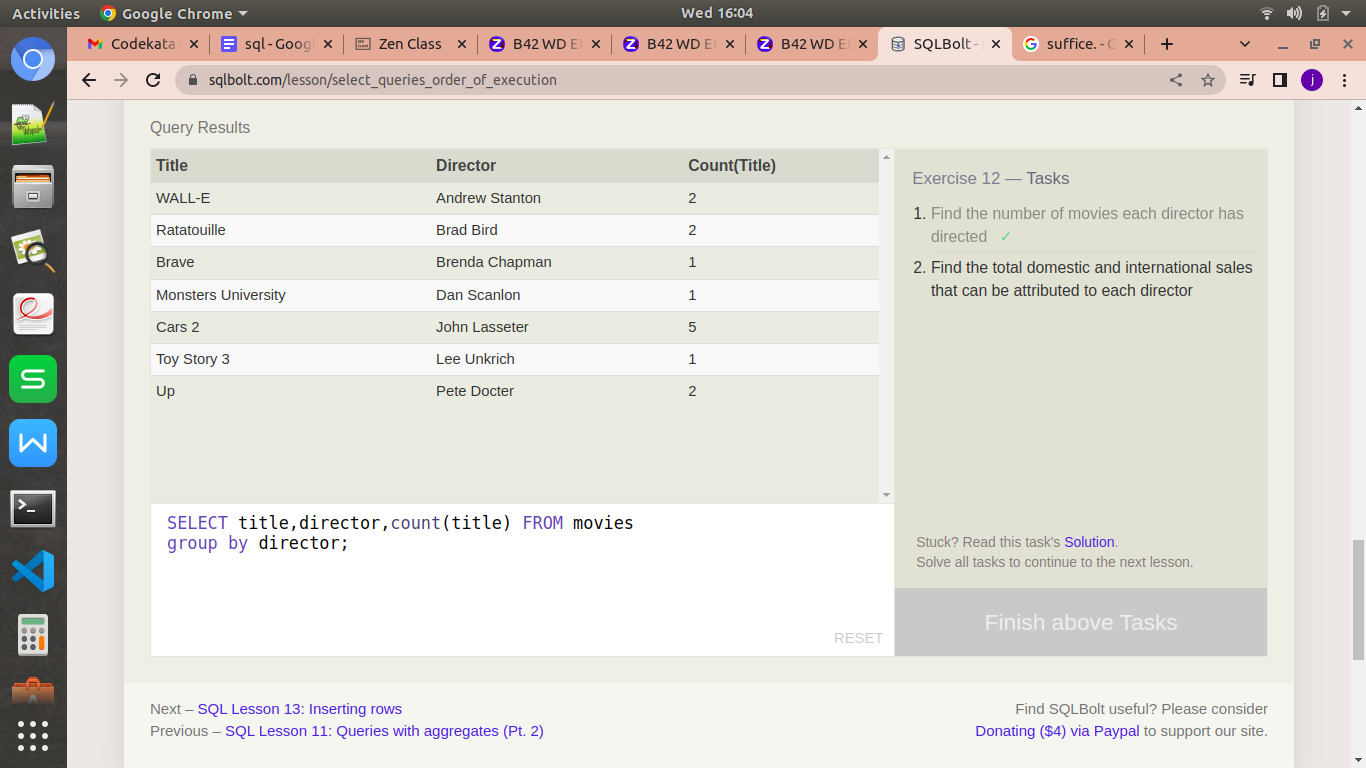 Activities
Google Chrome
Wed 16:04
Codekata
sql - Goog
Zen Class
B42 WD E
B42 WD E
B42 WD E
SQLBolt -
suffice. - G
sqlbolt.com/lesson/select_queries_order_of_execution
j
Query Results
Title Director Count(Title)
WALL-E Andrew Stanton 2
Ratatouille Brad Bird 2
Brave Brenda Chapman 1
Monsters University Dan Scanlon 1
Cars 2 John Lasseter 5
Toy Story 3 Lee Unkrich 1
Up Pete Docter 2
SELECT title,director,count(title) FROM movies
group by director;
RESET
Exercise 12 — Tasks
1. Find the number of movies each director has
directed ✓
2. Find the total domestic and international sales
that can be attributed to each director
Stuck? Read this task's Solution.
Solve all tasks to continue to the next lesson.
Finish above Tasks
Next – SQL Lesson 13: Inserting rows
Previous – SQL Lesson 11: Queries with aggregates (Pt. 2)
Find SQLBolt useful? Please consider
Donating ($4) via Paypal to support our site.